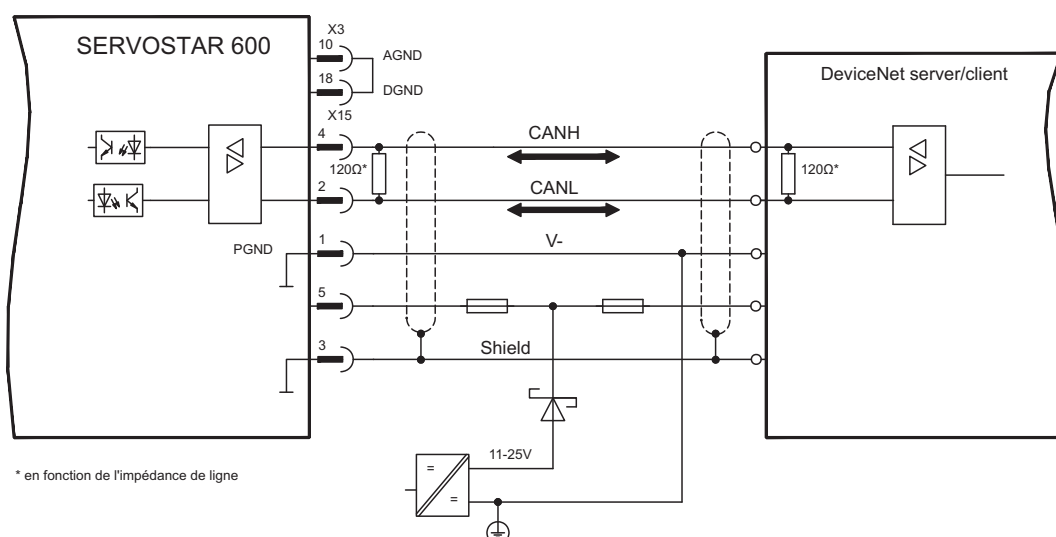 SERVOSTAR 600
X3
10
AGND
18
DGND
X15
4
120Ω*
CANH
2
CANL
PGND
1
V-
5
3
Shield
DeviceNet server/client
120Ω*
11-25V
=
=
* en fonction de l'impédance de ligne